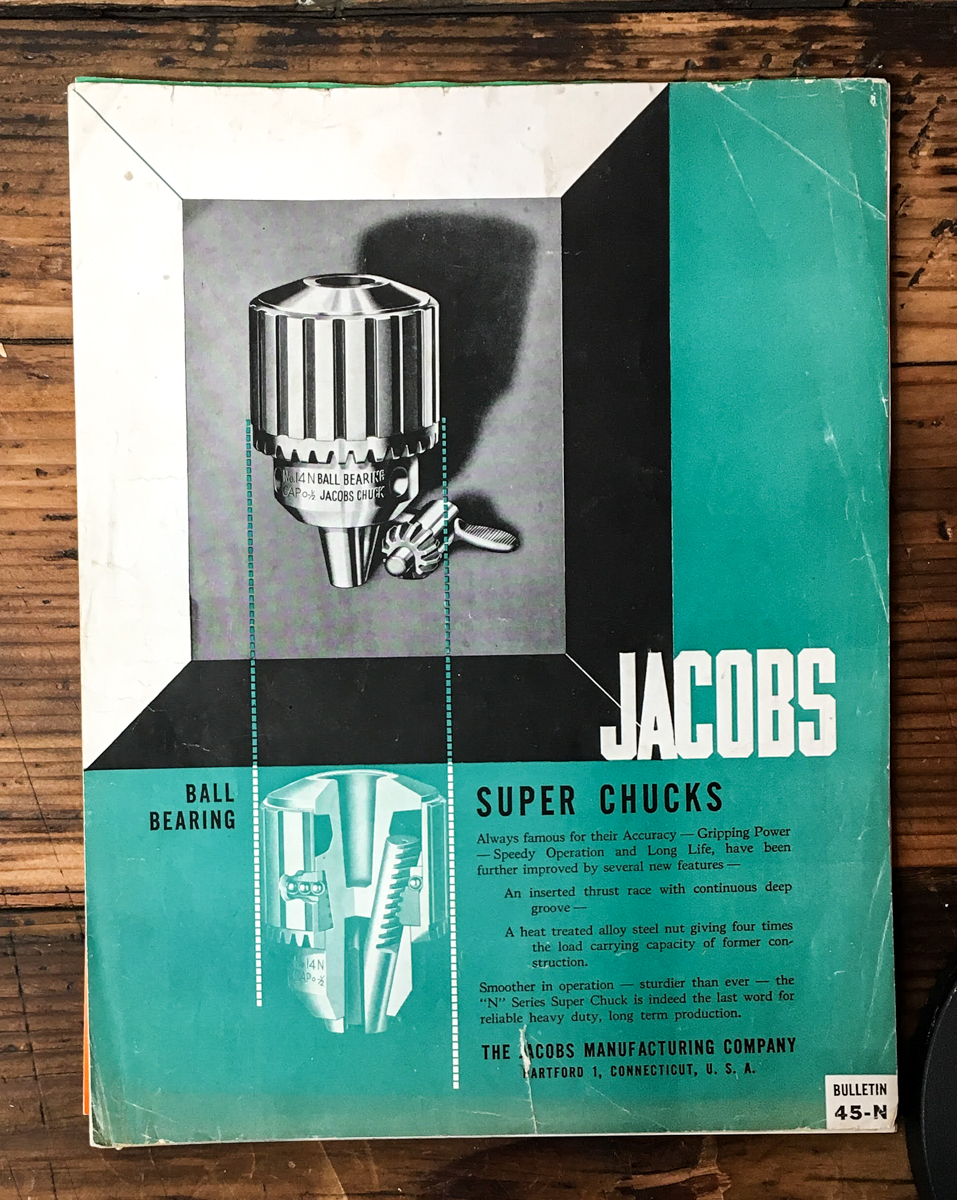 No.14N BALL BEARING
CAP 0-½ JACOBS CHUCK
JACOBS
BALL
BEARING
No.14N
CAP 0-½
SUPER CHUCKS
Always famous for their Accuracy — Gripping Power
— Speedy Operation and Long Life, have been
further improved by several new features —
An inserted thrust race with continuous deep
groove —
A heat treated alloy steel nut giving four times
the load carrying capacity of former con-
struction.
Smoother in operation — sturdier than ever — the
"N" Series Super Chuck is indeed the last word for
reliable heavy duty, long term production.
THE JACOBS MANUFACTURING COMPANY
HARTFORD 1, CONNECTICUT, U. S. A.
BULLETIN
45-N